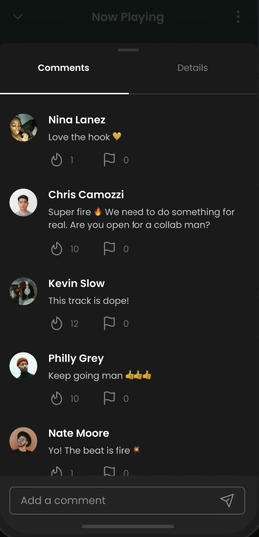 Now Playing
Comments Details
Nina Lanez
Love the hook 💛
1 0
Chris Camozzi
Super fire 🔥 We need to do something for
real. Are you open for a collab man?
10 0
Kevin Slow
This track is dope!
12 0
Philly Grey
Keep going man 👍👍👍
10 0
Nate Moore
Yo! The beat is fire 💥
1 0
Add a comment